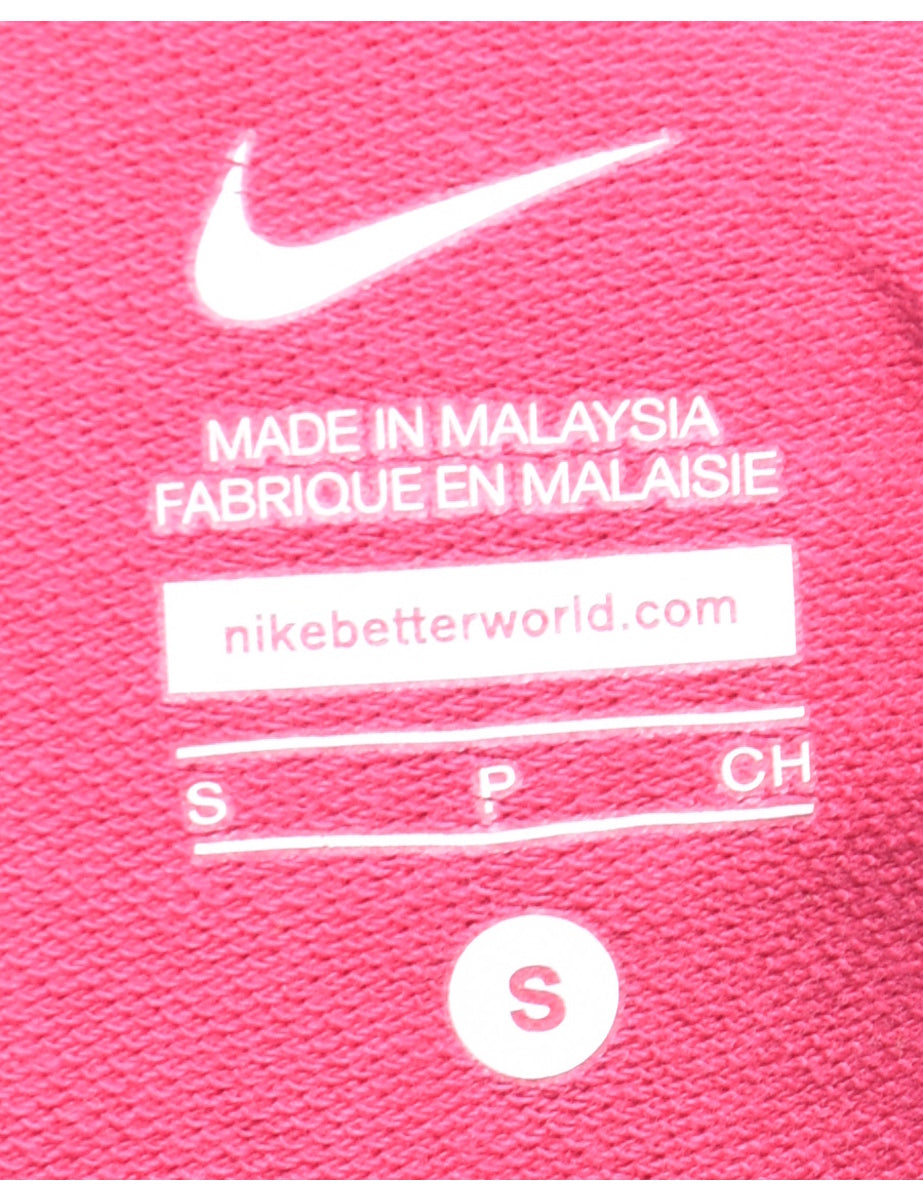 MADE IN MALAYSIA
FABRIQUE EN MALAISIE
nikebetterworld.com
S P CH
S